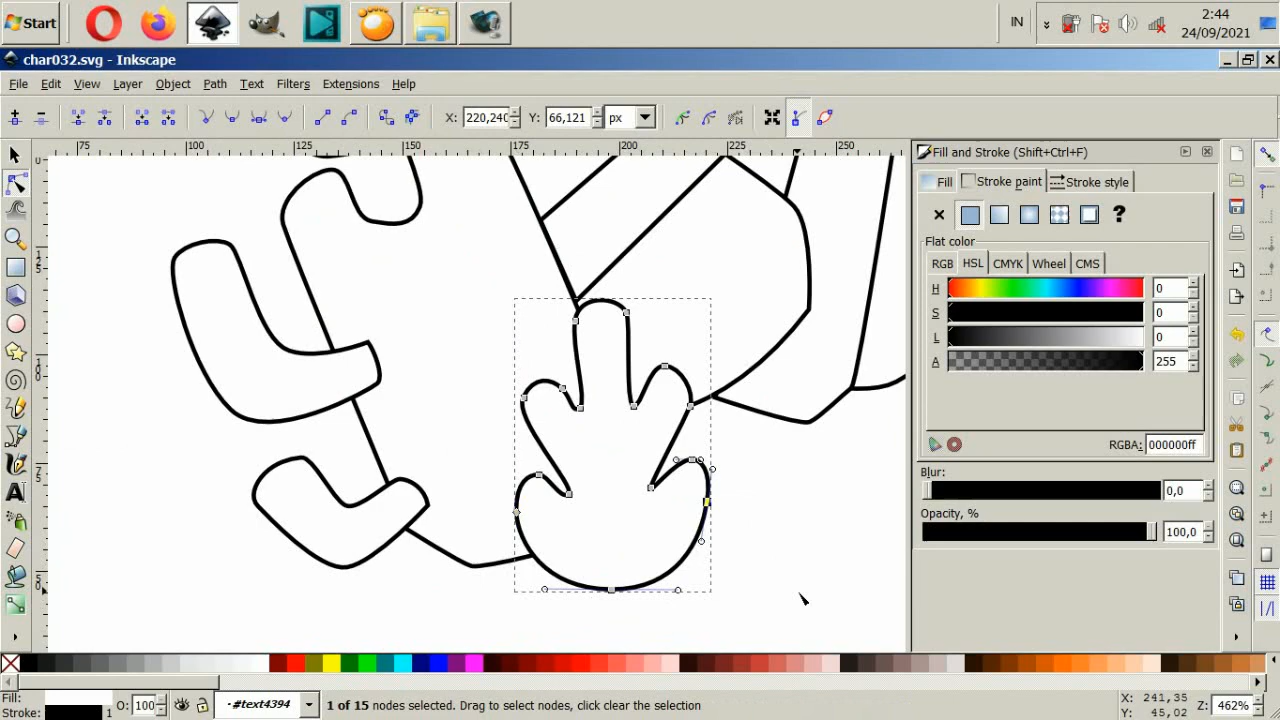 Start
IN
2:44
24/09/2021
char032.svg - Inkscape
File Edit View Layer Object Path Text Filters Extensions Help
X: 220,240 Y: 66,121 px
75 100 125 150 175 200 225 250
Fill and Stroke (Shift+Ctrl+F)
Fill Stroke paint Stroke style
?
Flat color
RGB HSL CMYK Wheel CMS
H 0
S 0
L 0
A 255
RGBA: 000000ff
Blur:
0,0
Opacity, %
100,0
Fill:
Stroke: 1
O: 100
#text4394
1 of 15 nodes selected. Drag to select nodes, click clear the selection
X: 241,35
Y: 45,02
Z: 462%